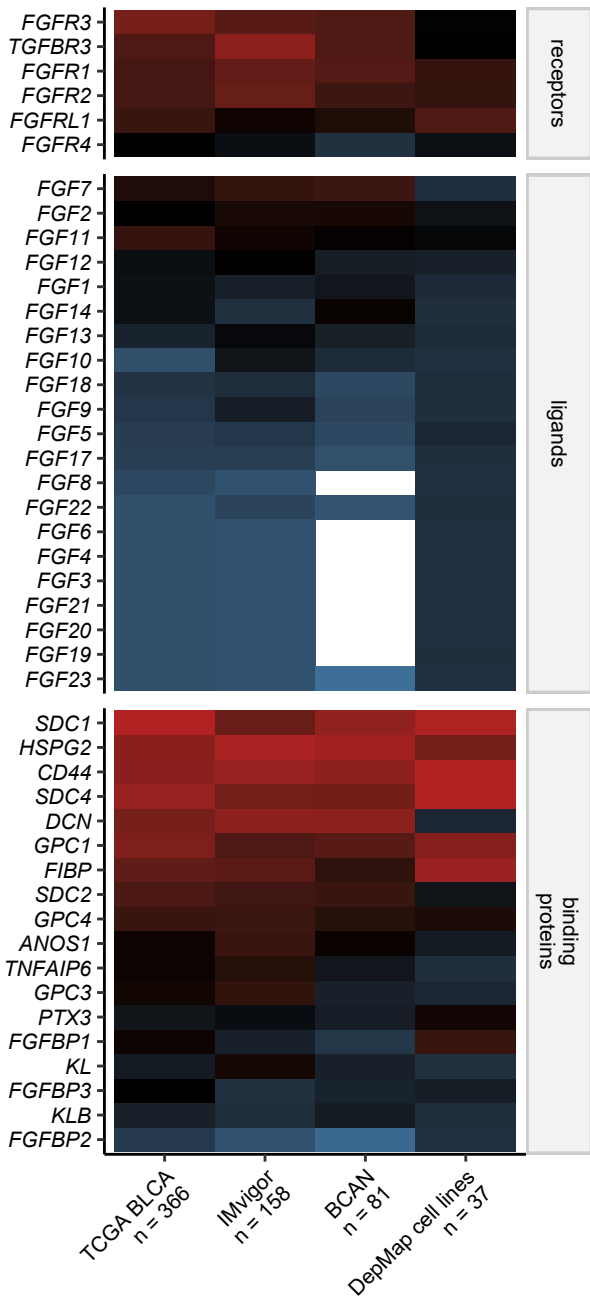 FGFR3
TGFBR3
FGFR1
FGFR2
FGFRL1
FGFR4
receptors
FGF7
FGF2
FGF11
FGF12
FGF1
FGF14
FGF13
FGF10
FGF18
FGF9
FGF5
FGF17
FGF8
FGF22
FGF6
FGF4
FGF3
FGF21
FGF20
FGF19
FGF23
ligands
SDC1
HSPG2
CD44
SDC4
DCN
GPC1
FIBP
SDC2
GPC4
ANOS1
TNFAIP6
GPC3
PTX3
FGFBP1
KL
FGFBP3
KLB
FGFBP2
binding
proteins
TCGA BLCA
n = 366
IMvigor
n = 158
BCAN
n = 81
DepMap cell lines
n = 37